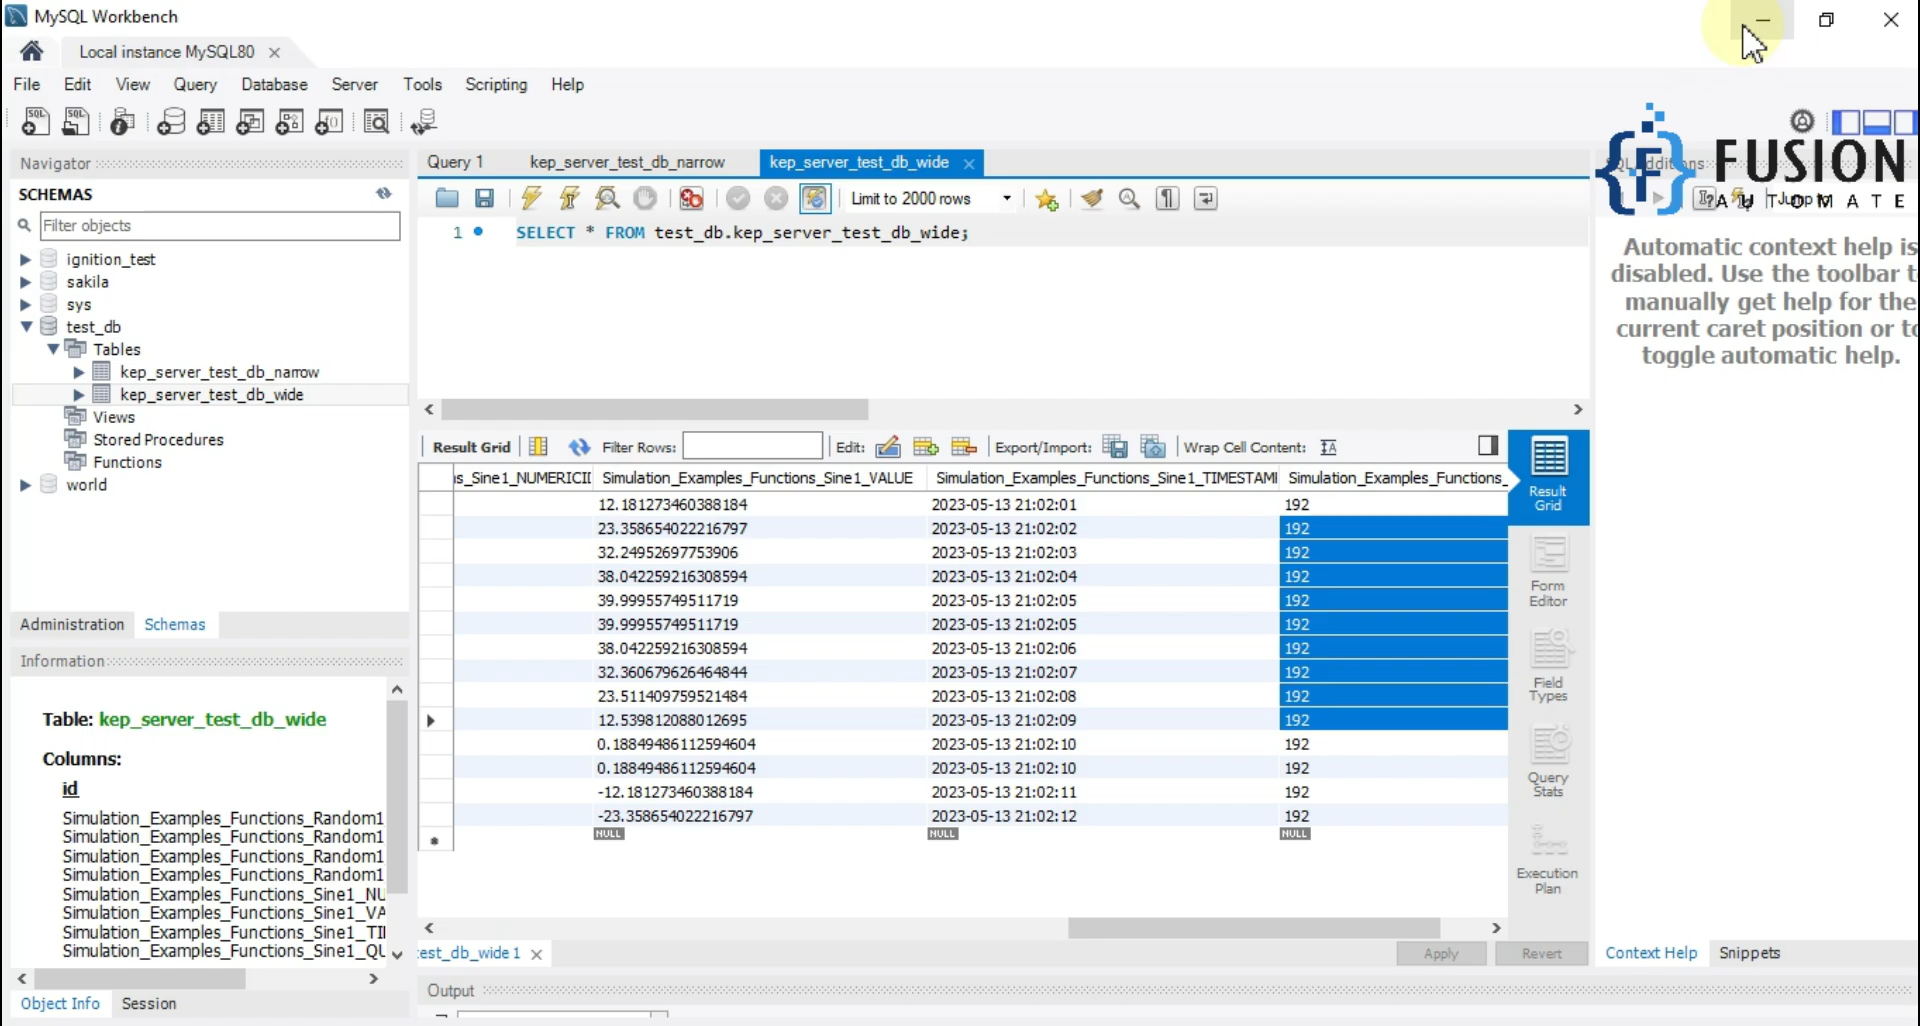 MySQL Workbench
Local instance MySQL80
File Edit View Query Database Server Tools Scripting Help
FUSION
AUTOMATE
Navigator
SCHEMAS
Filter objects
ignition_test
sakila
sys
test_db
Tables
kep_server_test_db_narrow
kep_server_test_db_wide
Views
Stored Procedures
Functions
world
Administration Schemas
Information
Table: kep_server_test_db_wide
Columns:
id
Simulation_Examples_Functions_Random1
Simulation_Examples_Functions_Random1
Simulation_Examples_Functions_Random1
Simulation_Examples_Functions_Random1
Simulation_Examples_Functions_Sine1_NU
Simulation_Examples_Functions_Sine1_VA
Simulation_Examples_Functions_Sine1_TII
Simulation_Examples_Functions_Sine1_QU
Object Info Session
Query 1 kep_server_test_db_narrow kep_server_test_db_wide
Limit to 2000 rows
1 SELECT * FROM test_db.kep_server_test_db_wide;
Result Grid Filter Rows: Edit: Export/Import: Wrap Cell Content:
s_Sine1_NUMERICII Simulation_Examples_Functions_Sine1_VALUE Simulation_Examples_Functions_Sine1_TIMESTAMI Simulation_Examples_Functions_
12.181273460388184 2023-05-13 21:02:01 192
23.358654022216797 2023-05-13 21:02:02 192
32.24952697753906 2023-05-13 21:02:03 192
38.042259216308594 2023-05-13 21:02:04 192
39.99955749511719 2023-05-13 21:02:05 192
39.99955749511719 2023-05-13 21:02:05 192
38.042259216308594 2023-05-13 21:02:06 192
32.360679626464844 2023-05-13 21:02:07 192
23.511409759521484 2023-05-13 21:02:08 192
12.539812088012695 2023-05-13 21:02:09 192
0.18849486112594604 2023-05-13 21:02:10 192
0.18849486112594604 2023-05-13 21:02:10 192
-12.181273460388184 2023-05-13 21:02:11 192
-23.358654022216797 2023-05-13 21:02:12 192
NULL NULL NULL
Result
Grid
Form
Editor
Field
Types
Query
Stats
Execution
Plan
est_db_wide 1
Apply Revert
Output
Automatic context help is
disabled. Use the toolbar t
manually get help for the
current caret position or to
toggle automatic help.
Context Help Snippets